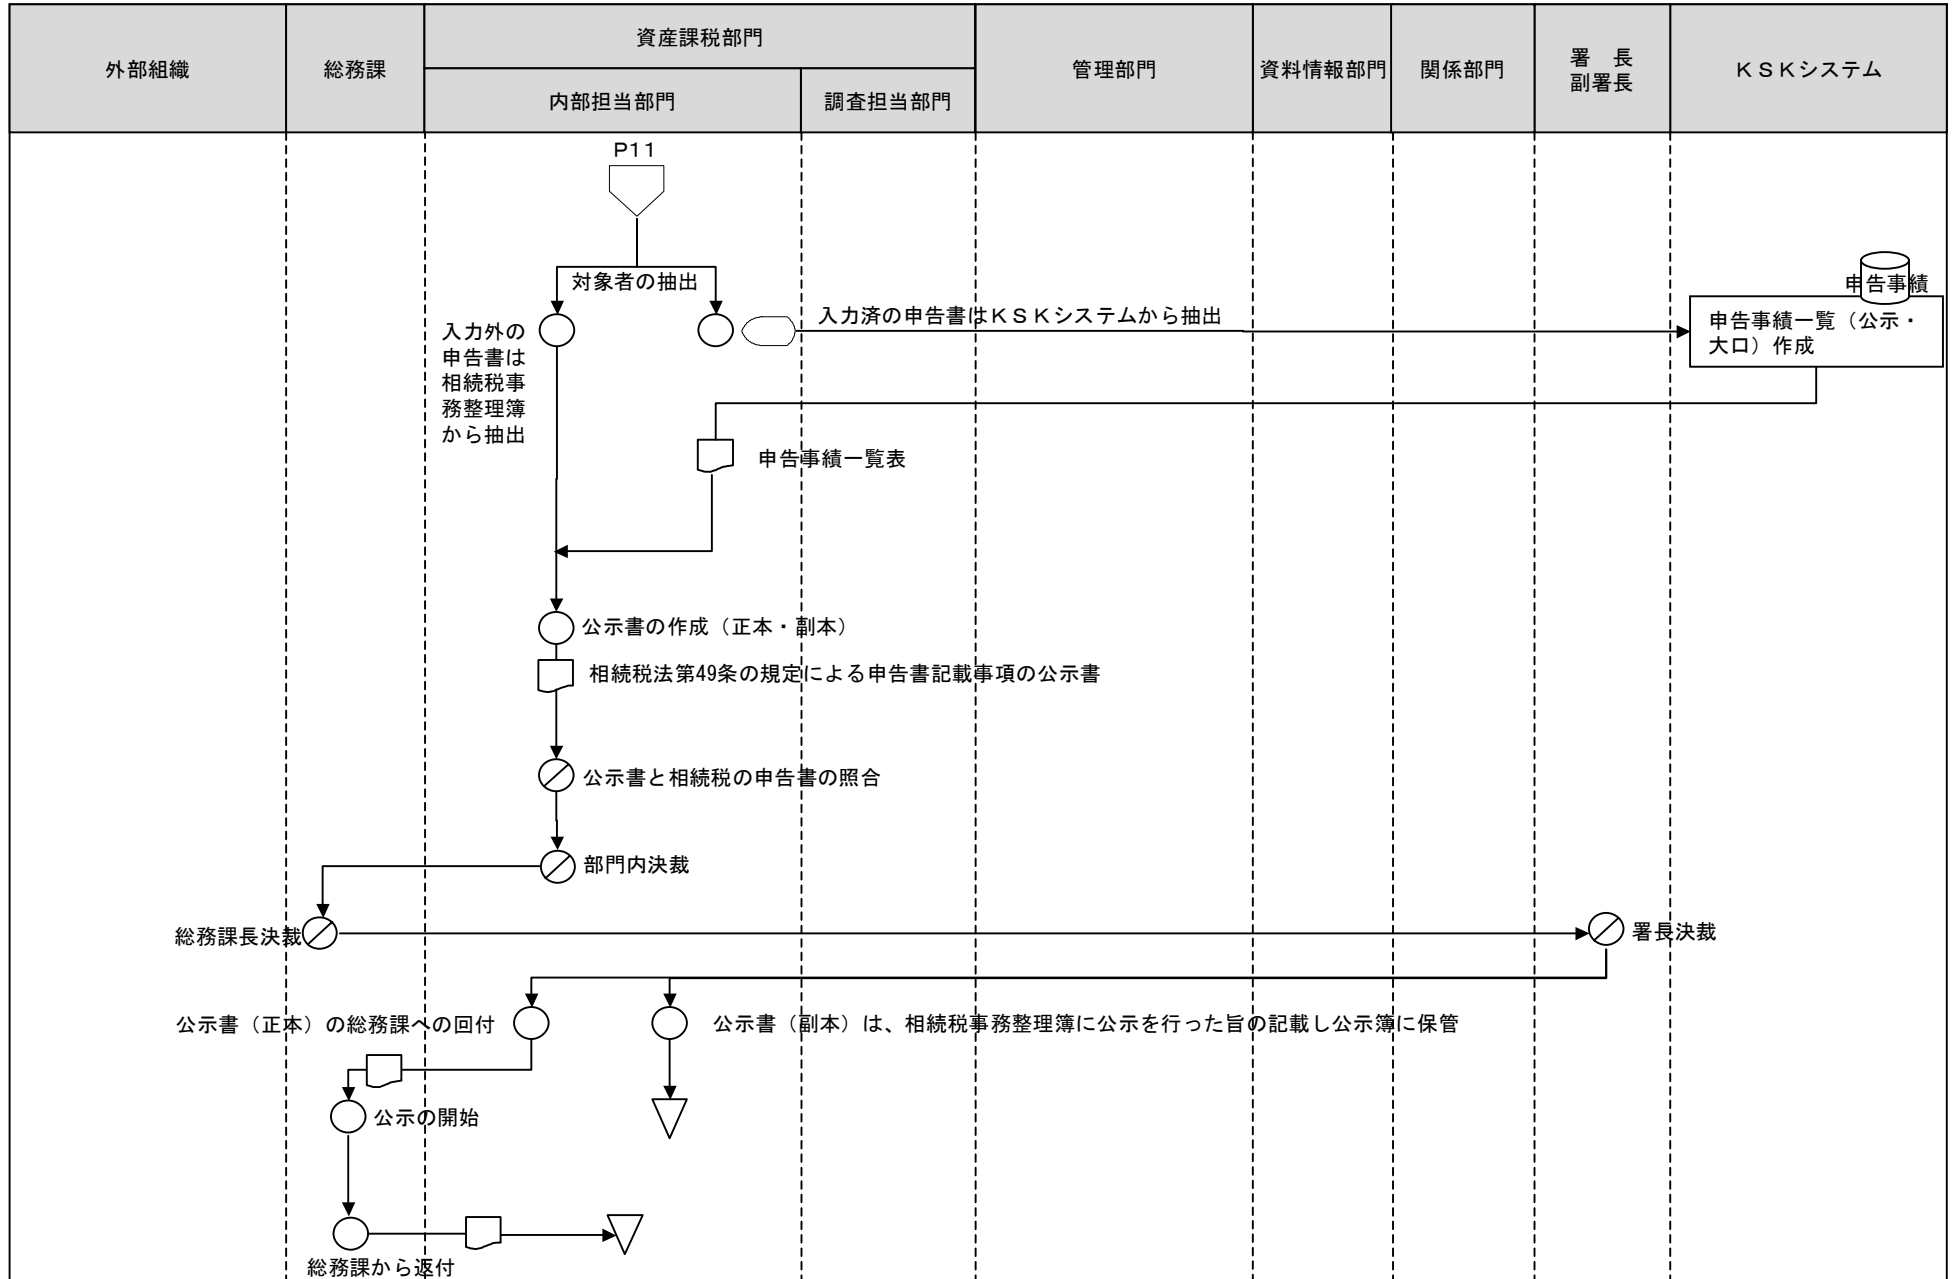 外部組織
総務課
資産課税部門
内部担当部門
調査担当部門
管理部門
資料情報部門
関係部門
署　長
副署長
ＫＳＫシステム
P11
対象者の抽出
入力外の
申告書は
相続税事
務整理簿
から抽出
入力済の申告書はＫＳＫシステムから抽出
申告事績
申告事績一覧（公示・
大口）作成
申告事績一覧表
公示書の作成（正本・副本）
相続税法第49条の規定による申告書記載事項の公示書
公示書と相続税の申告書の照合
部門内決裁
総務課長決裁
署長決裁
公示書（正本）の総務課への回付
公示書（副本）は、相続税事務整理簿に公示を行った旨の記載し公示簿に保管
公示の開始
総務課から返付